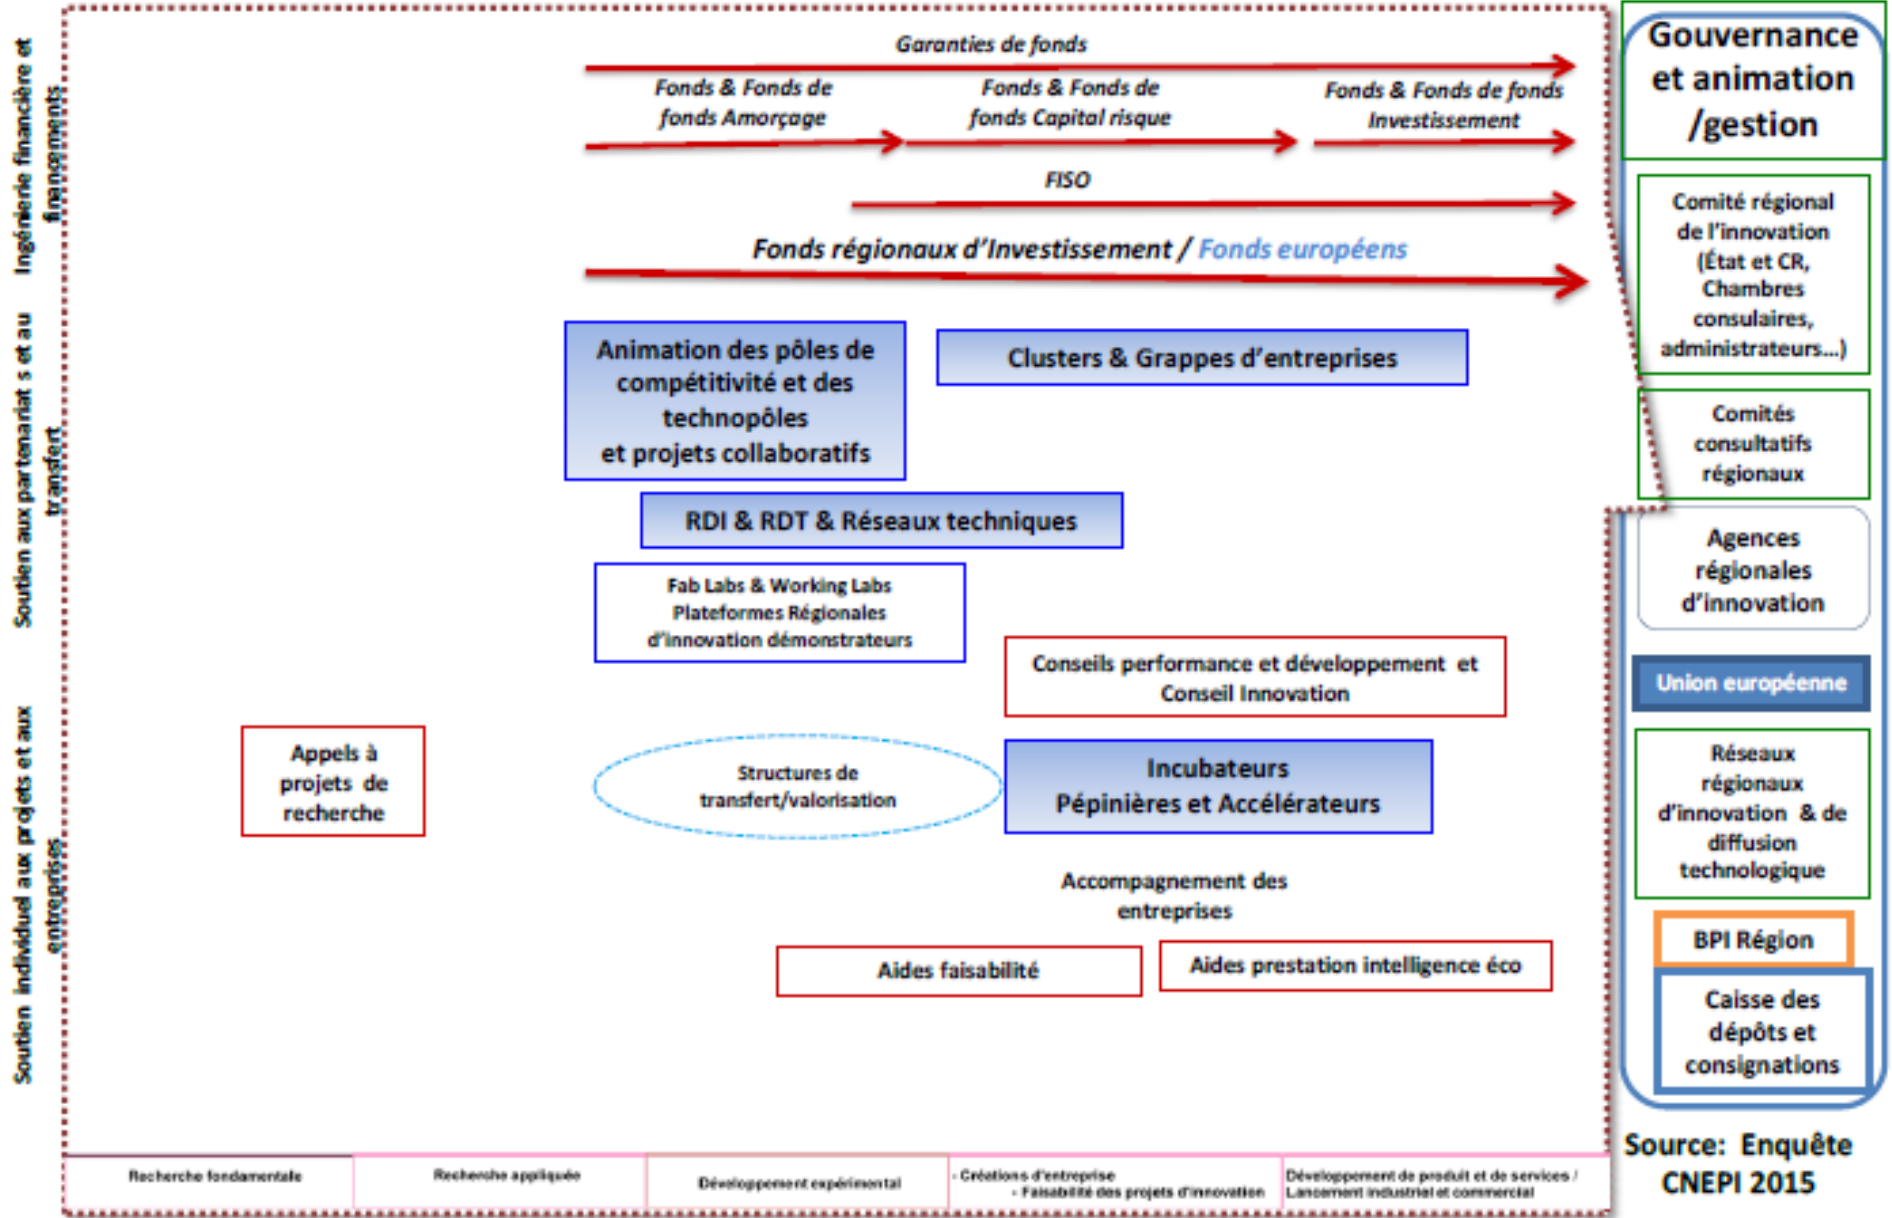 Ingénierie financière et
financements
Garanties de fonds
Fonds & Fonds de
fonds Amorçage
Fonds & Fonds de
fonds Capital risque
Fonds & Fonds de fonds
Investissement
FISO
Fonds régionaux d'Investissement / Fonds européens
Soutien aux partenariat s et au
transfert
Animation des pôles de
compétitivité et des
technopôles
et projets collaboratifs
Clusters & Grappes d'entreprises
RDI & RDT & Réseaux techniques
Fab Labs & Working Labs
Plateformes Régionales
d'innovation démonstrateurs
Soutien individuel aux projets et aux
entreprises
Conseils performance et développement et
Conseil Innovation
Appels à
projets de
recherche
Structures de
transfert/valorisation
Incubateurs
Pépinières et Accélérateurs
Accompagnement des
entreprises
Aides faisabilité
Aides prestation intelligence éco
Recherche fondamentale
Recherche appliquée
Développement expérimental
- Créations d'entreprise
- Faisabilité des projets d'innovation
Développement de produit et de services /
Lancement industriel et commercial
Gouvernance
et animation
/gestion
Comité régional
de l'innovation
(État et CR,
Chambres
consulaires,
administrateurs...)
Comités
consultatifs
régionaux
Agences
régionales
d'innovation
Union européenne
Réseaux
régionaux
d'innovation & de
diffusion
technologique
BPI Région
Caisse des
dépôts et
consignations
Source: Enquête
CNEPI 2015